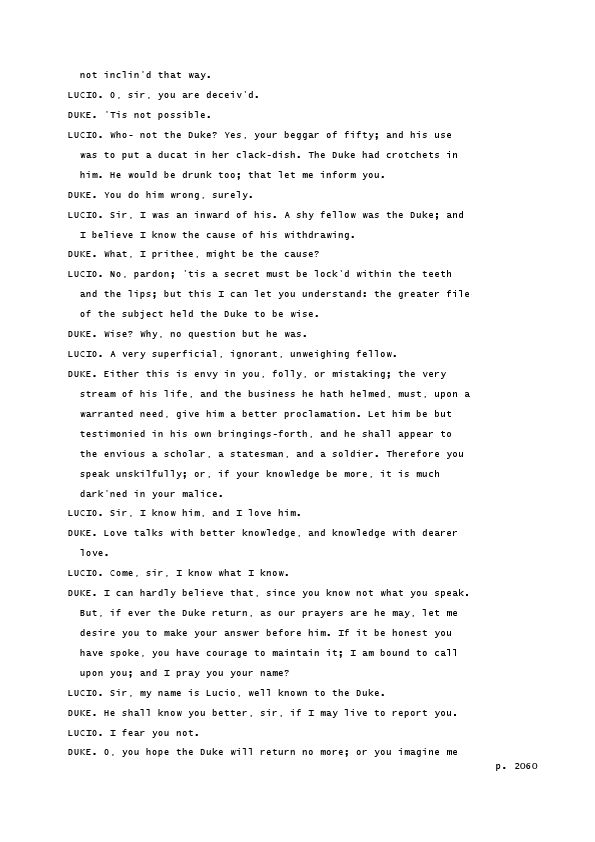 not inclin'd that way.
LUCIO. O, sir, you are deceiv'd.
DUKE. 'Tis not possible.
LUCIO. Who- not the Duke? Yes, your beggar of fifty; and his use
  was to put a ducat in her clack-dish. The Duke had crotchets in
  him. He would be drunk too; that let me inform you.
DUKE. You do him wrong, surely.
LUCIO. Sir, I was an inward of his. A shy fellow was the Duke; and
  I believe I know the cause of his withdrawing.
DUKE. What, I prithee, might be the cause?
LUCIO. No, pardon; 'tis a secret must be lock'd within the teeth
  and the lips; but this I can let you understand: the greater file
  of the subject held the Duke to be wise.
DUKE. Wise? Why, no question but he was.
LUCIO. A very superficial, ignorant, unweighing fellow.
DUKE. Either this is envy in you, folly, or mistaking; the very
  stream of his life, and the business he hath helmed, must, upon a
  warranted need, give him a better proclamation. Let him be but
  testimonied in his own bringings-forth, and he shall appear to
  the envious a scholar, a statesman, and a soldier. Therefore you
  speak unskilfully; or, if your knowledge be more, it is much
  dark'ned in your malice.
LUCIO. Sir, I know him, and I love him.
DUKE. Love talks with better knowledge, and knowledge with dearer
  love.
LUCIO. Come, sir, I know what I know.
DUKE. I can hardly believe that, since you know not what you speak.
  But, if ever the Duke return, as our prayers are he may, let me
  desire you to make your answer before him. If it be honest you
  have spoke, you have courage to maintain it; I am bound to call
  upon you; and I pray you your name?
LUCIO. Sir, my name is Lucio, well known to the Duke.
DUKE. He shall know you better, sir, if I may live to report you.
LUCIO. I fear you not.
DUKE. O, you hope the Duke will return no more; or you imagine me
p. 2060